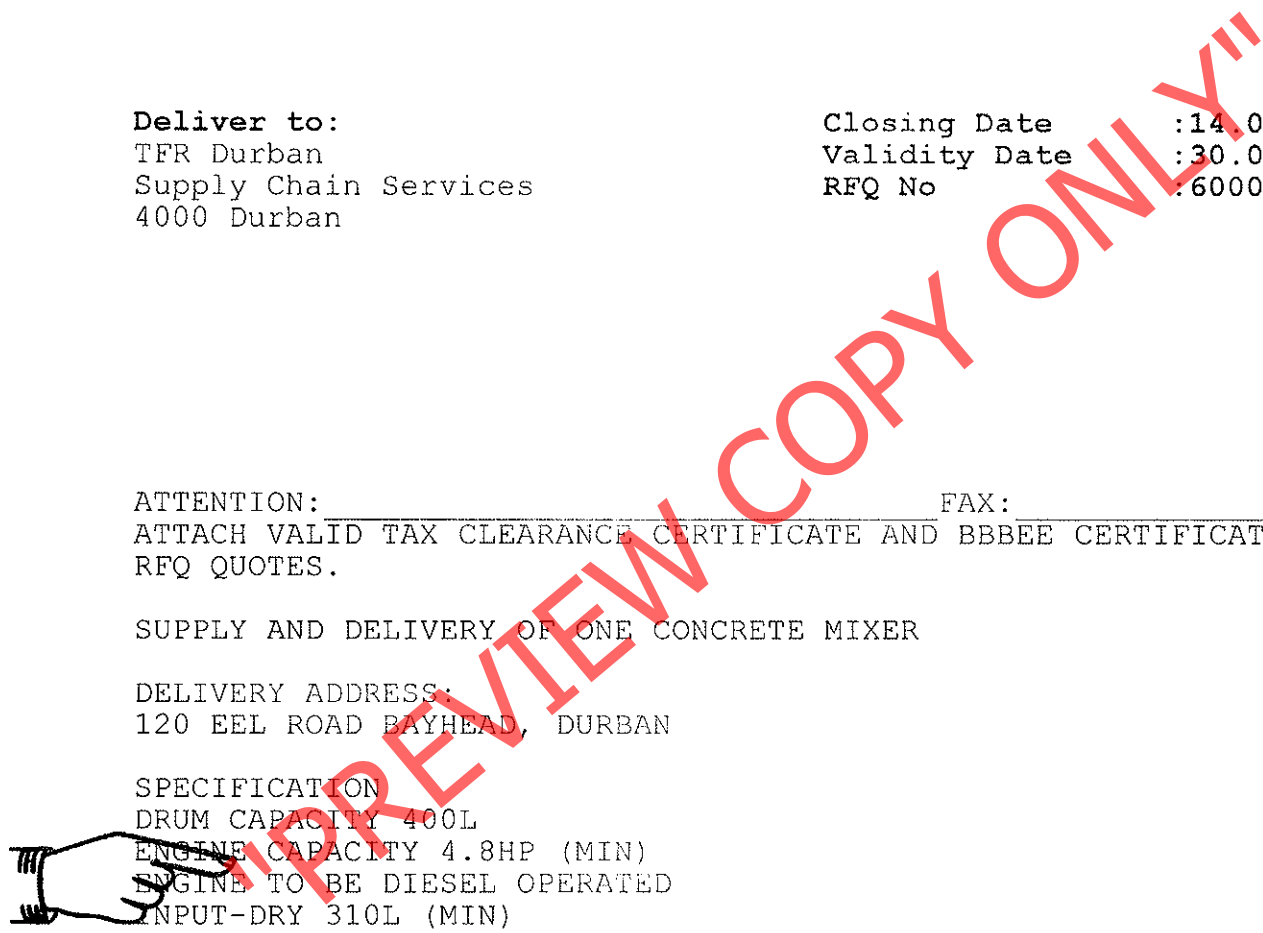 Deliver to:
TFR Durban
Supply Chain Services
4000 Durban
Closing Date :14.0
Validity Date :30.0
RFQ No :6000
ATTENTION: FAX:
ATTACH VALID TAX CLEARANCE CERTIFICATE AND BBBEE CERTIFICAT
RFQ QUOTES.
SUPPLY AND DELIVERY OF ONE CONCRETE MIXER
DELIVERY ADDRESS:
120 EEL ROAD BAYHEAD, DURBAN
SPECIFICATION
DRUM CAPACITY 400L
ENGINE CAPACITY 4.8HP (MIN)
ENGINE TO BE DIESEL OPERATED
INPUT-DRY 310L (MIN)
"PREVIEW COPY ONLY"